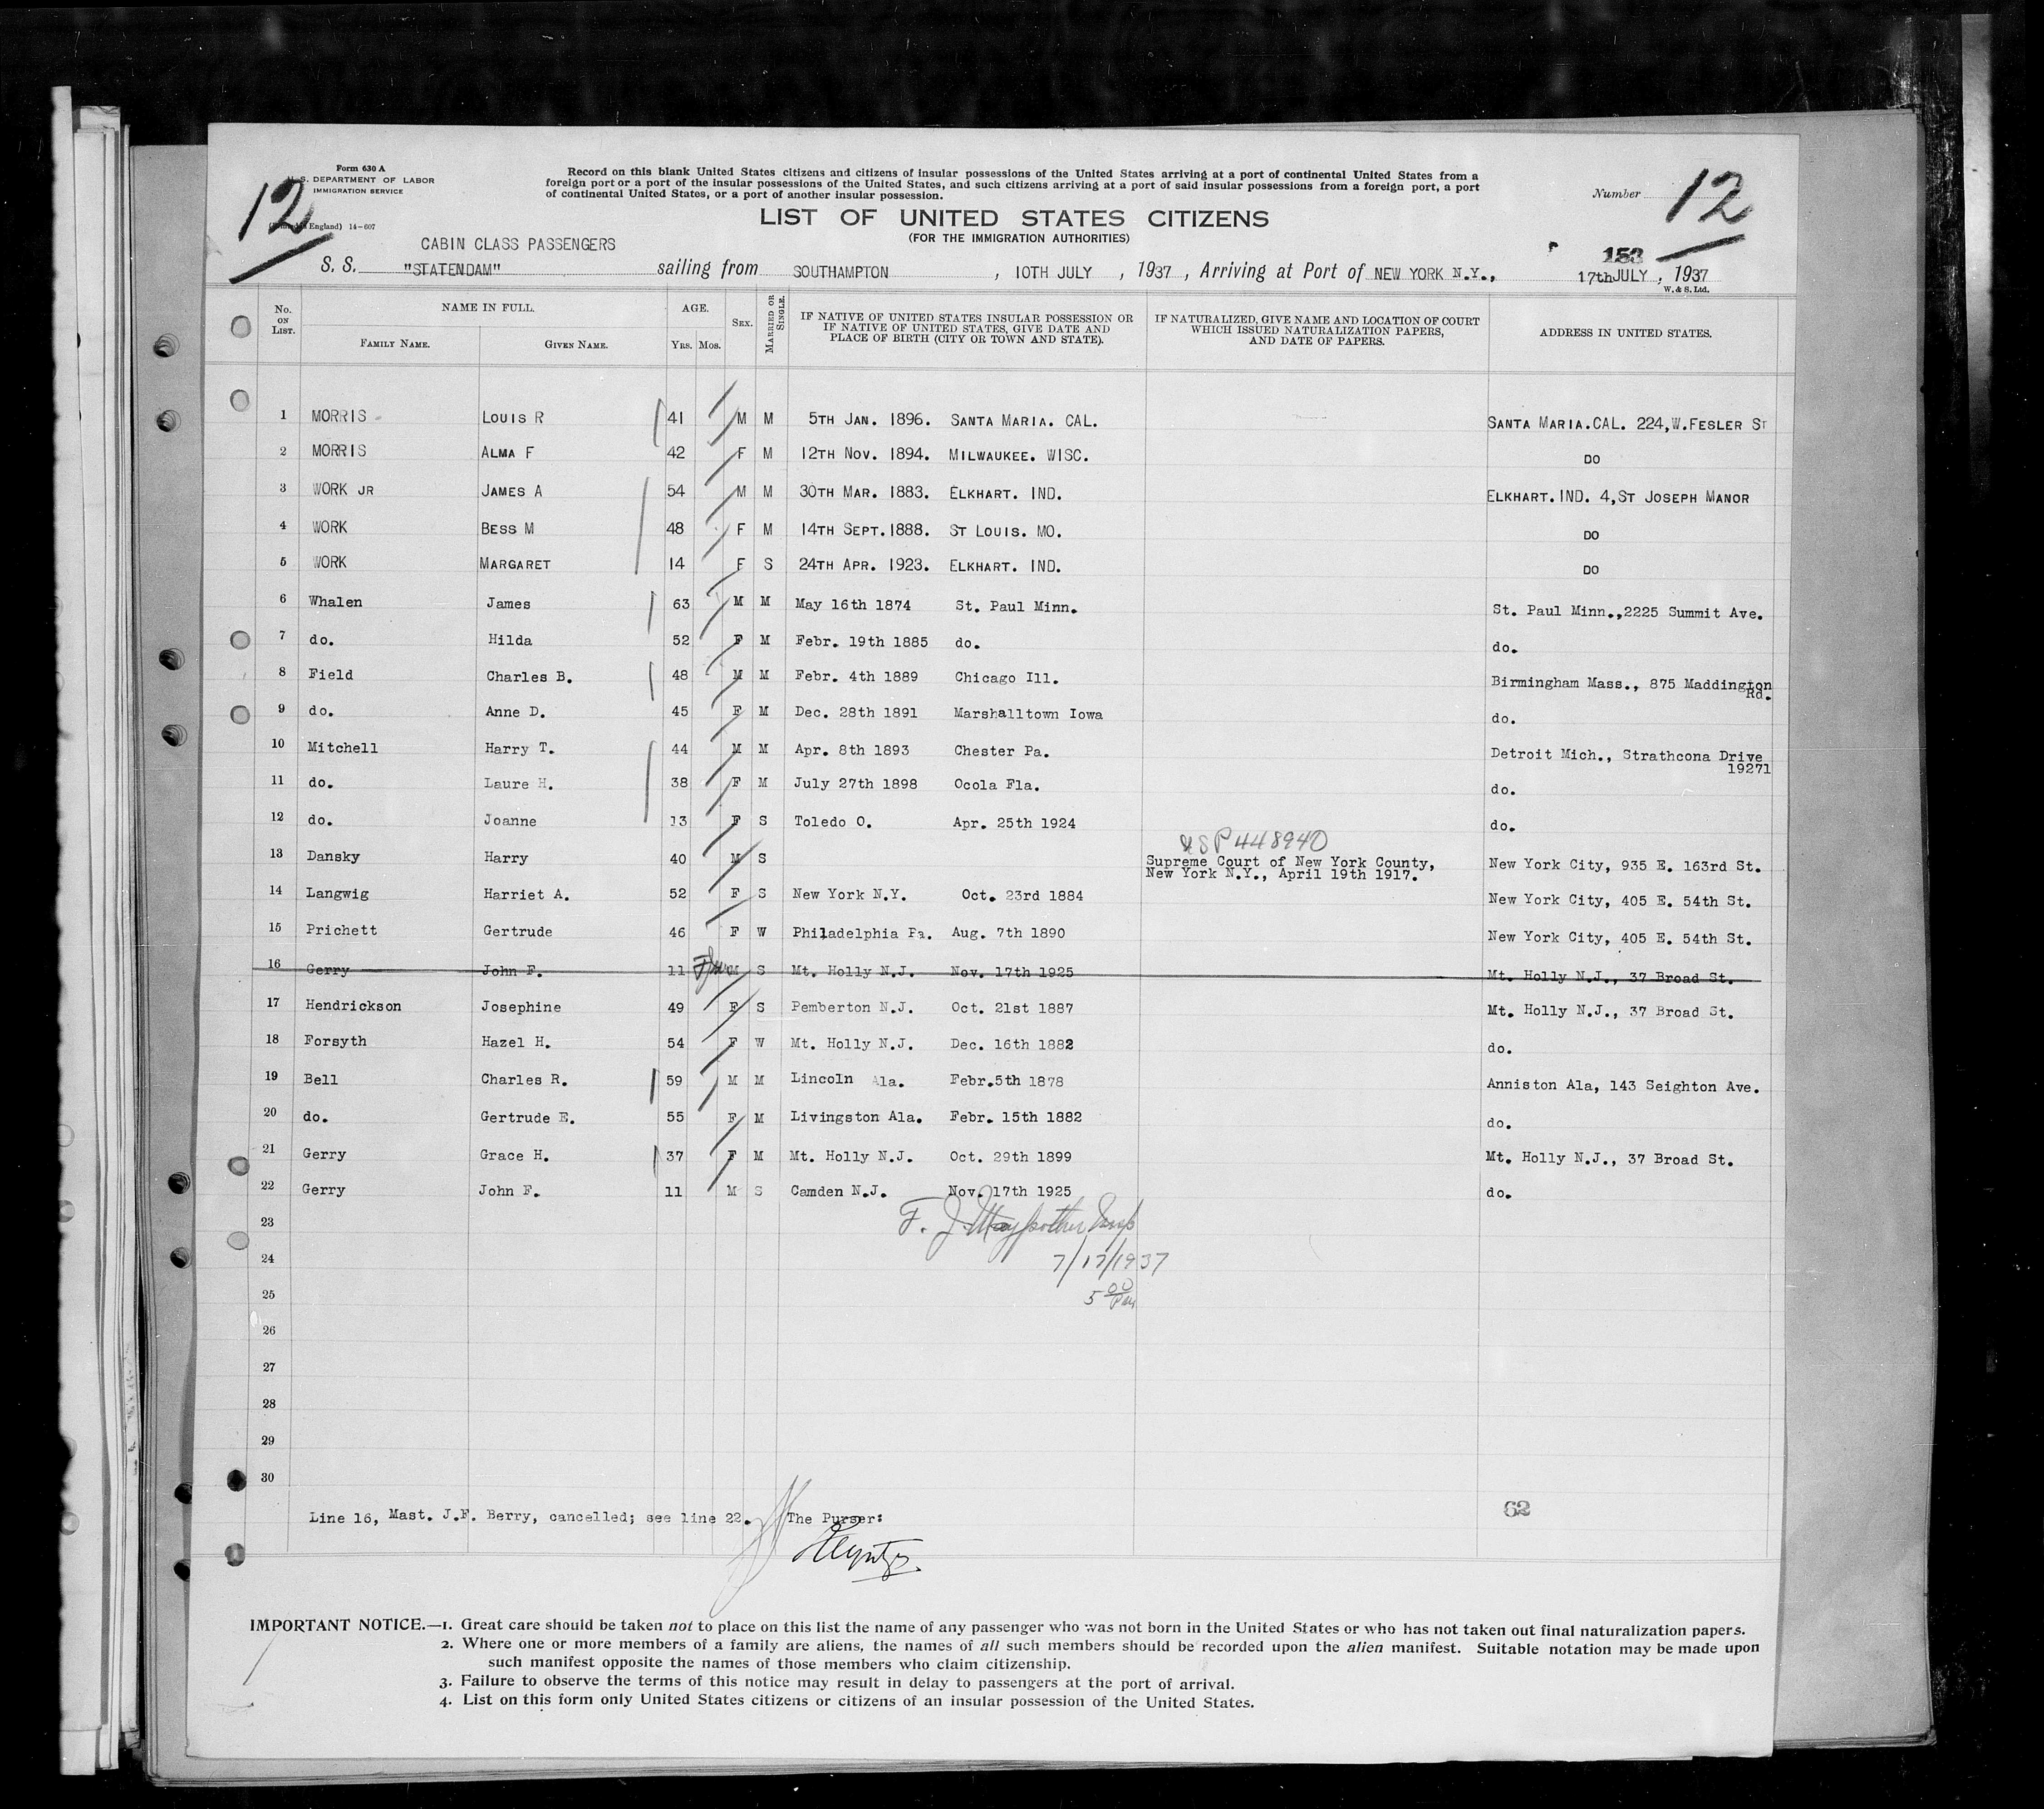 Form 630 A
U. S. DEPARTMENT OF LABOR
IMMIGRATION SERVICE
England) 14-607
12
Record on this blank United States citizens and citizens of insular possessions of the United States arriving at a port of continental United States from a
foreign port or a port of the insular possessions of the United States, and such citizens arriving at a port of said insular possessions from a foreign port, a port
of continental United States, or a port of another insular possession.
Number 12
LIST OF UNITED STATES CITIZENS
(FOR THE IMMIGRATION AUTHORITIES)
CABIN CLASS PASSENGERS
153
S. S. "STATENDAM" sailing from SOUTHAMPTON , 10TH JULY , 1937 , Arriving at Port of NEW YORK N.Y., 17thJULY , 1937
W. & S. Ltd.
No. ON LIST. NAME IN FULL. FAMILY NAME. GIVEN NAME. AGE. YRS. MOS. SEX. MARRIED OR SINGLE. IF NATIVE OF UNITED STATES INSULAR POSSESSION OR IF NATIVE OF UNITED STATES, GIVE DATE AND PLACE OF BIRTH (CITY OR TOWN AND STATE). IF NATURALIZED, GIVE NAME AND LOCATION OF COURT WHICH ISSUED NATURALIZATION PAPERS, AND DATE OF PAPERS. ADDRESS IN UNITED STATES.
1 MORRIS LOUIS R 41 M M 5TH JAN. 1896. SANTA MARIA. CAL. SANTA MARIA.CAL. 224,W.FESLER ST
2 MORRIS ALMA F 42 F M 12TH NOV. 1894. MILWAUKEE. WISC. DO
3 WORK JR JAMES A 54 M M 30TH MAR. 1883. ELKHART. IND. ELKHART.IND. 4,ST JOSEPH MANOR
4 WORK BESS M 48 F M 14TH SEPT.1888. ST LOUIS. MO. DO
5 WORK MARGARET 14 F S 24TH APR. 1923. ELKHART. IND. DO
6 Whalen James 63 M M May 16th 1874 St. Paul Minn. St. Paul Minn.,2225 Summit Ave.
7 do. Hilda 52 F M Febr. 19th 1885 do. do.
8 Field Charles B. 48 M M Febr. 4th 1889 Chicago Ill. Birmingham Mass., 875 Maddington Rd.
9 do. Anne D. 45 F M Dec. 28th 1891 Marshalltown Iowa do.
10 Mitchell Harry T. 44 M M Apr. 8th 1893 Chester Pa. Detroit Mich., Strathcona Drive 19271
11 do. Laure H. 38 F M July 27th 1898 Ocola Fla. do.
12 do. Joanne 13 F S Toledo O. Apr. 25th 1924 do.
USP448940
13 Dansky Harry 40 M S Supreme Court of New York County, New York N.Y., April 19th 1917. New York City, 935 E. 163rd St.
14 Langwig Harriet A. 52 F S New York N.Y. Oct. 23rd 1884 New York City, 405 E. 54th St.
15 Prichett Gertrude 46 F W Philadelphia Pa. Aug. 7th 1890 New York City, 405 E. 54th St.
16 Gerry John F. 11 M S Mt. Holly N.J. Nov. 17th 1925 Mt. Holly N.J., 37 Broad St.
17 Hendrickson Josephine 49 F S Pemberton N.J. Oct. 21st 1887 Mt. Holly N.J., 37 Broad St.
18 Forsyth Hazel H. 54 F W Mt. Holly N.J. Dec. 16th 1882 do.
19 Bell Charles R. 59 M M Lincoln Ala. Febr.5th 1878 Anniston Ala, 143 Seighton Ave.
20 do. Gertrude E. 55 F M Livingston Ala. Febr. 15th 1882 do.
21 Gerry Grace H. 37 F M Mt. Holly N.J. Oct. 29th 1899 Mt. Holly N.J., 37 Broad St.
22 Gerry John F. 11 M S Camden N.J. Nov. 17th 1925 do.
23 F. J.
24 7/17/1937
25 5 00
26
27
28
29
30
62
Line 16, Mast. J.F. Berry, cancelled; see line 22. The Purser:
IMPORTANT NOTICE.—1. Great care should be taken not to place on this list the name of any passenger who was not born in the United States or who has not taken out final naturalization papers.
2. Where one or more members of a family are aliens, the names of all such members should be recorded upon the alien manifest. Suitable notation may be made upon
such manifest opposite the names of those members who claim citizenship.
3. Failure to observe the terms of this notice may result in delay to passengers at the port of arrival.
4. List on this form only United States citizens or citizens of an insular possession of the United States.